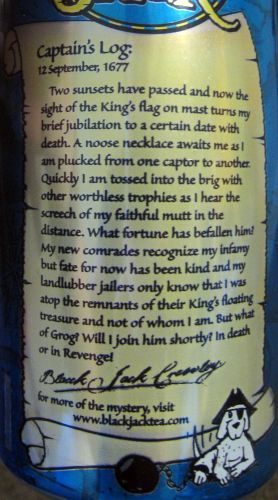 Captain's Log:
12 September, 1677
Two sunsets have passed and now the
sight of the King's flag on mast turns my
brief jubilation to a certain date with
death. A noose necklace awaits me as I
am plucked from one captor to another.
Quickly I am tossed into the brig with
other worthless trophies as I hear the
screech of my faithful mutt in the
distance. What fortune has befallen him?
My new comrades recognize my infamy
but fate for now has been kind and my
landlubber jailers only know that I was
atop the remnants of their King's floating
treasure and not of whom I am. But what
of Grog? Will I join him shortly? In death
or in Revenge!
Black Jack Crowley
for more of the mystery, visit
www.blackjacktea.com